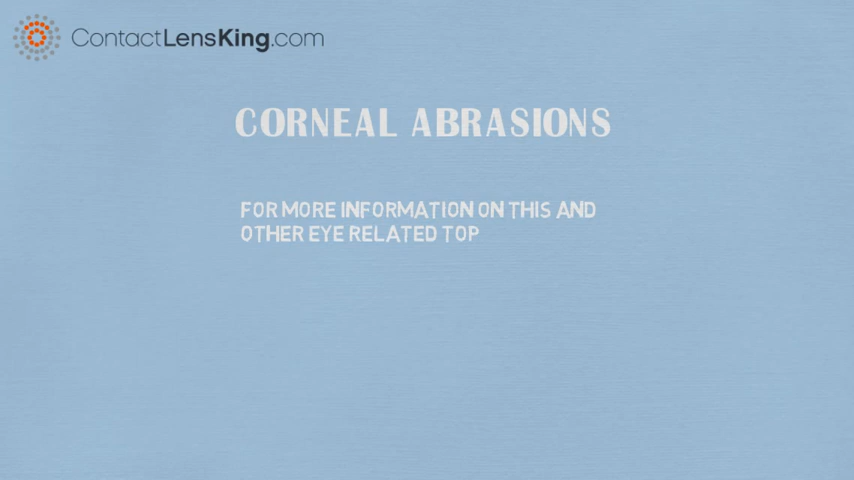 ContactLensKing.com
CORNEAL ABRASIONS
FOR MORE INFORMATION ON THIS AND
OTHER EYE RELATED TOP